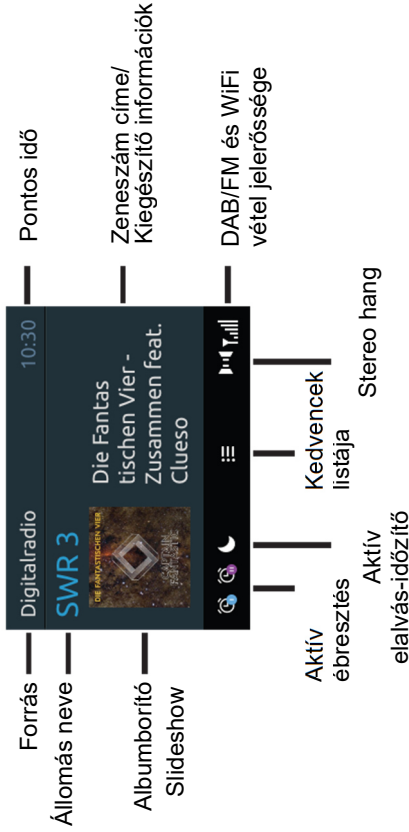 Forrás
Állomás neve
Albumborító
Slideshow
Digitalradio
10:30
SWR 3
DIE FANTASTISCHEN VIER
CAPTAIN
FANTASTIC
Die Fantas
tischen Vier -
Zusammen feat.
Clueso
Pontos idő
Zeneszám címe/
Kiegészítő információk
DAB/FM és WiFi
vétel jelerőssége
Aktív
ébresztés
Aktív
elalvás-időzítő
Kedvencek
listája
Stereo hang